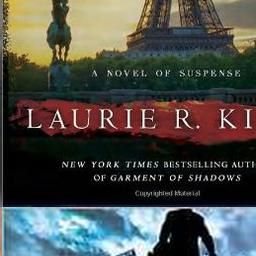 A NOVEL OF SUSPENSE
LAURIE R. KI
NEW YORK TIMES BESTSELLING AUTH
OF GARMENT OF SHADOWS
Copyrighted Material